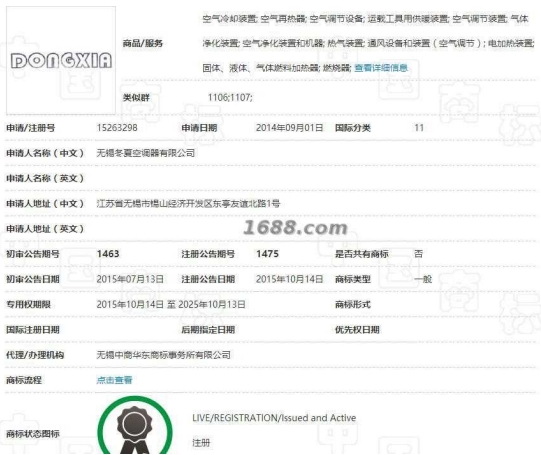 空气冷却装置; 空气再热器; 空气调节设备; 运载工具用供暖装置; 空气调节装置; 气体
DONGXIA 商品/服务 净化装置; 空气净化装置和机器; 热气装置; 通风设备和装置（空气调节）; 电加热装置;
固体、液体、气体燃料加热器; 燃烧器; 查看详细信息
类似群 1106;1107;
申请/注册号 15263298 申请日期 2014年09月01日 国际分类 11
申请人名称（中文） 无锡冬夏空调器有限公司
申请人名称（英文）
申请人地址（中文） 江苏省无锡市锡山经济开发区东亭友谊北路1号
申请人地址（英文） 1688.com
初审公告期号 1463 注册公告期号 1475 是否共有商标 否
初审公告日期 2015年07月13日 注册公告日期 2015年10月14日 商标类型 一般
专用权期限 2015年10月14日 至 2025年10月13日 商标形式
国际注册日期 后期指定日期 优先权日期
代理/办理机构 无锡中商华东商标事务所有限公司
商标流程 点击查看
LIVE/REGISTRATION/Issued and Active
商标状态图标 注册